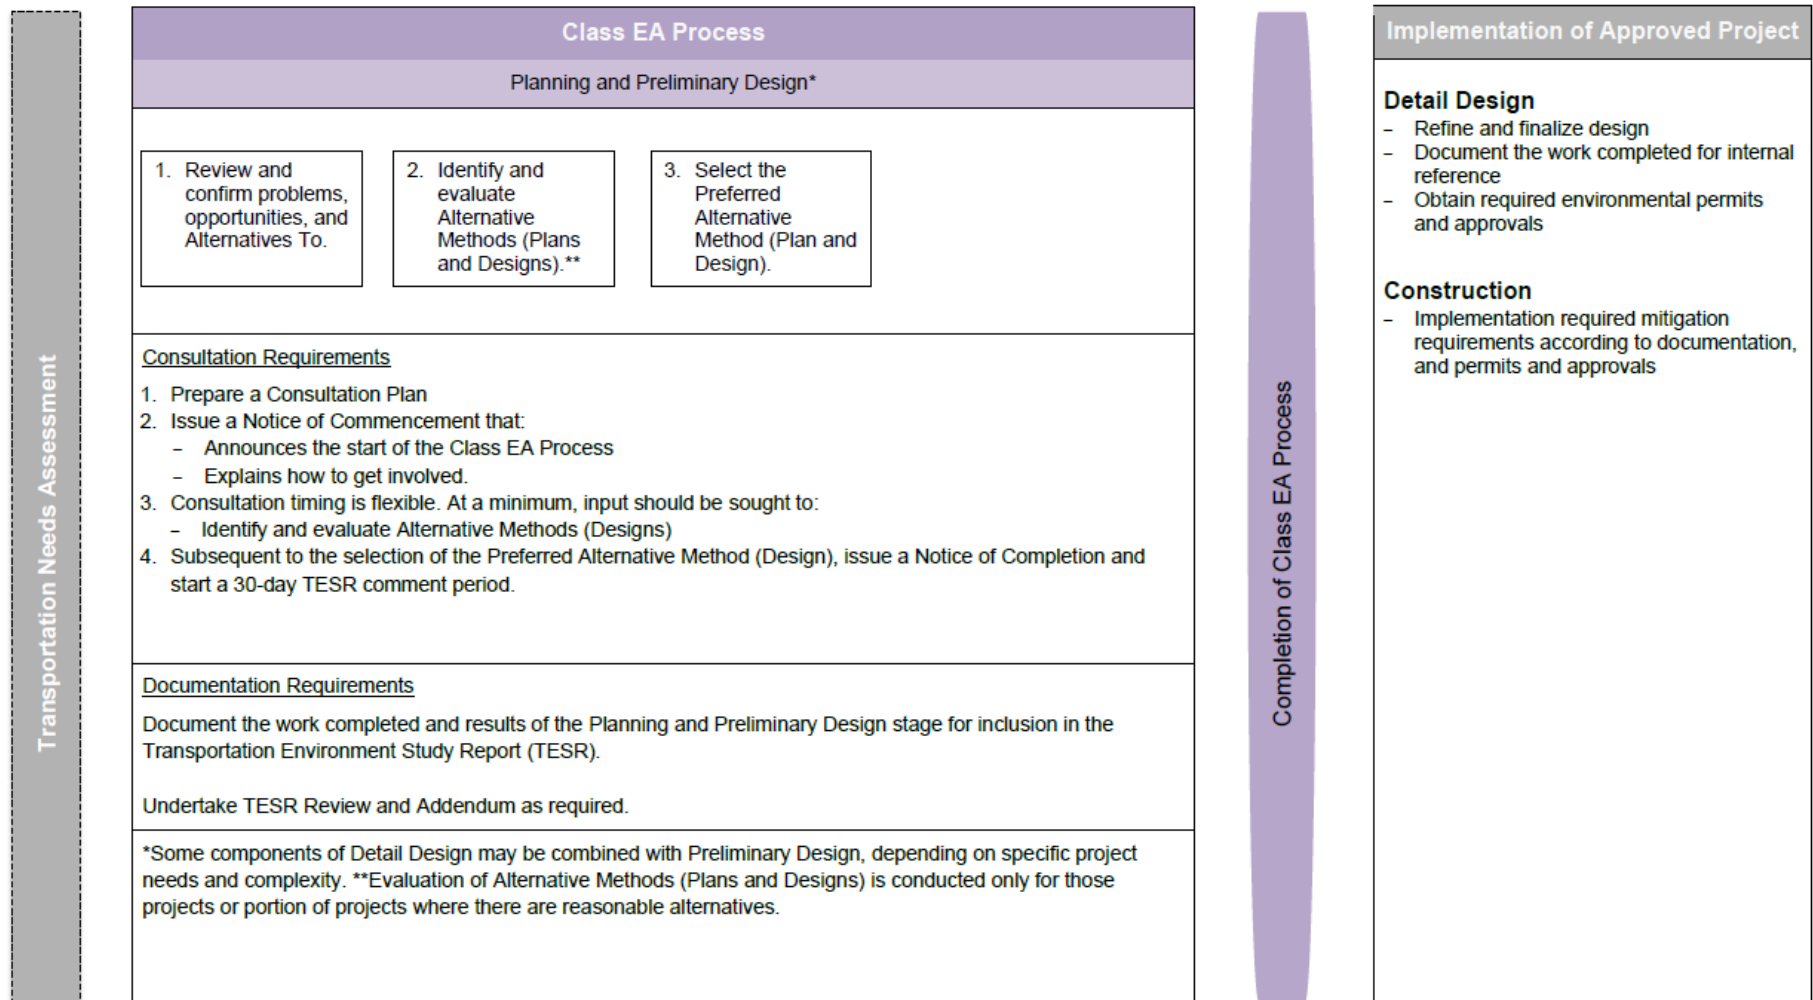 Transportation Needs Assessment
Class EA Process
Planning and Preliminary Design*
1. Review and
confirm problems,
opportunities, and
Alternatives To.
2. Identify and
evaluate
Alternative
Methods (Plans
and Designs).**
3. Select the
Preferred
Alternative
Method (Plan and
Design).
Consultation Requirements
1. Prepare a Consultation Plan
2. Issue a Notice of Commencement that:
– Announces the start of the Class EA Process
– Explains how to get involved.
3. Consultation timing is flexible. At a minimum, input should be sought to:
– Identify and evaluate Alternative Methods (Designs)
4. Subsequent to the selection of the Preferred Alternative Method (Design), issue a Notice of Completion and
start a 30-day TESR comment period.
Documentation Requirements
Document the work completed and results of the Planning and Preliminary Design stage for inclusion in the
Transportation Environment Study Report (TESR).
Undertake TESR Review and Addendum as required.
*Some components of Detail Design may be combined with Preliminary Design, depending on specific project
needs and complexity. **Evaluation of Alternative Methods (Plans and Designs) is conducted only for those
projects or portion of projects where there are reasonable alternatives.
Completion of Class EA Process
Implementation of Approved Project
Detail Design
– Refine and finalize design
– Document the work completed for internal
reference
– Obtain required environmental permits
and approvals
Construction
– Implementation required mitigation
requirements according to documentation,
and permits and approvals